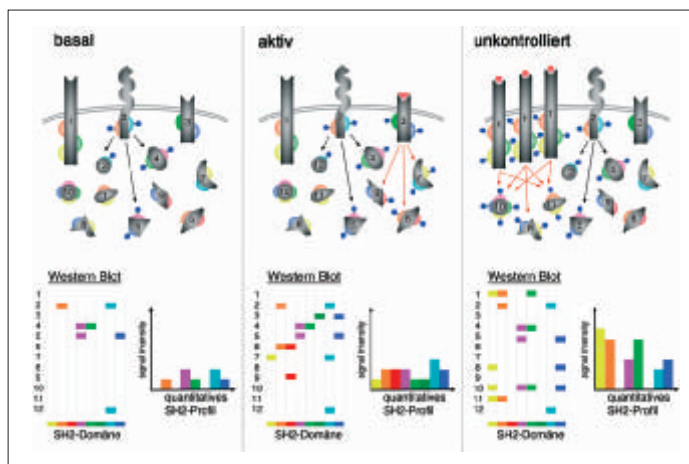 basal
aktiv
unkontrolliert
Western Blot
1
2
3
4
5
6
7
8
9
10
11
12
SH2-Domäne
signal intensity
quantitatives
SH2-Profil
Western Blot
1
2
3
4
5
6
7
8
9
10
11
12
SH2-Domäne
signal intensity
quantitatives
SH2-Profil
Western Blot
1
2
3
4
5
6
7
8
9
10
11
12
SH2-Domäne
signal intensity
quantitatives
SH2-Profil